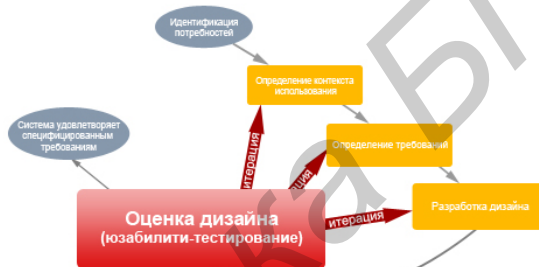 Идентификация
потребностей
Определение контекста
использования
Система удовлетворяет
специфицированным
требованиям
Определение требований
итерация
Оценка дизайна
(юзабилити-тестирование)
итерация
Разработка дизайна